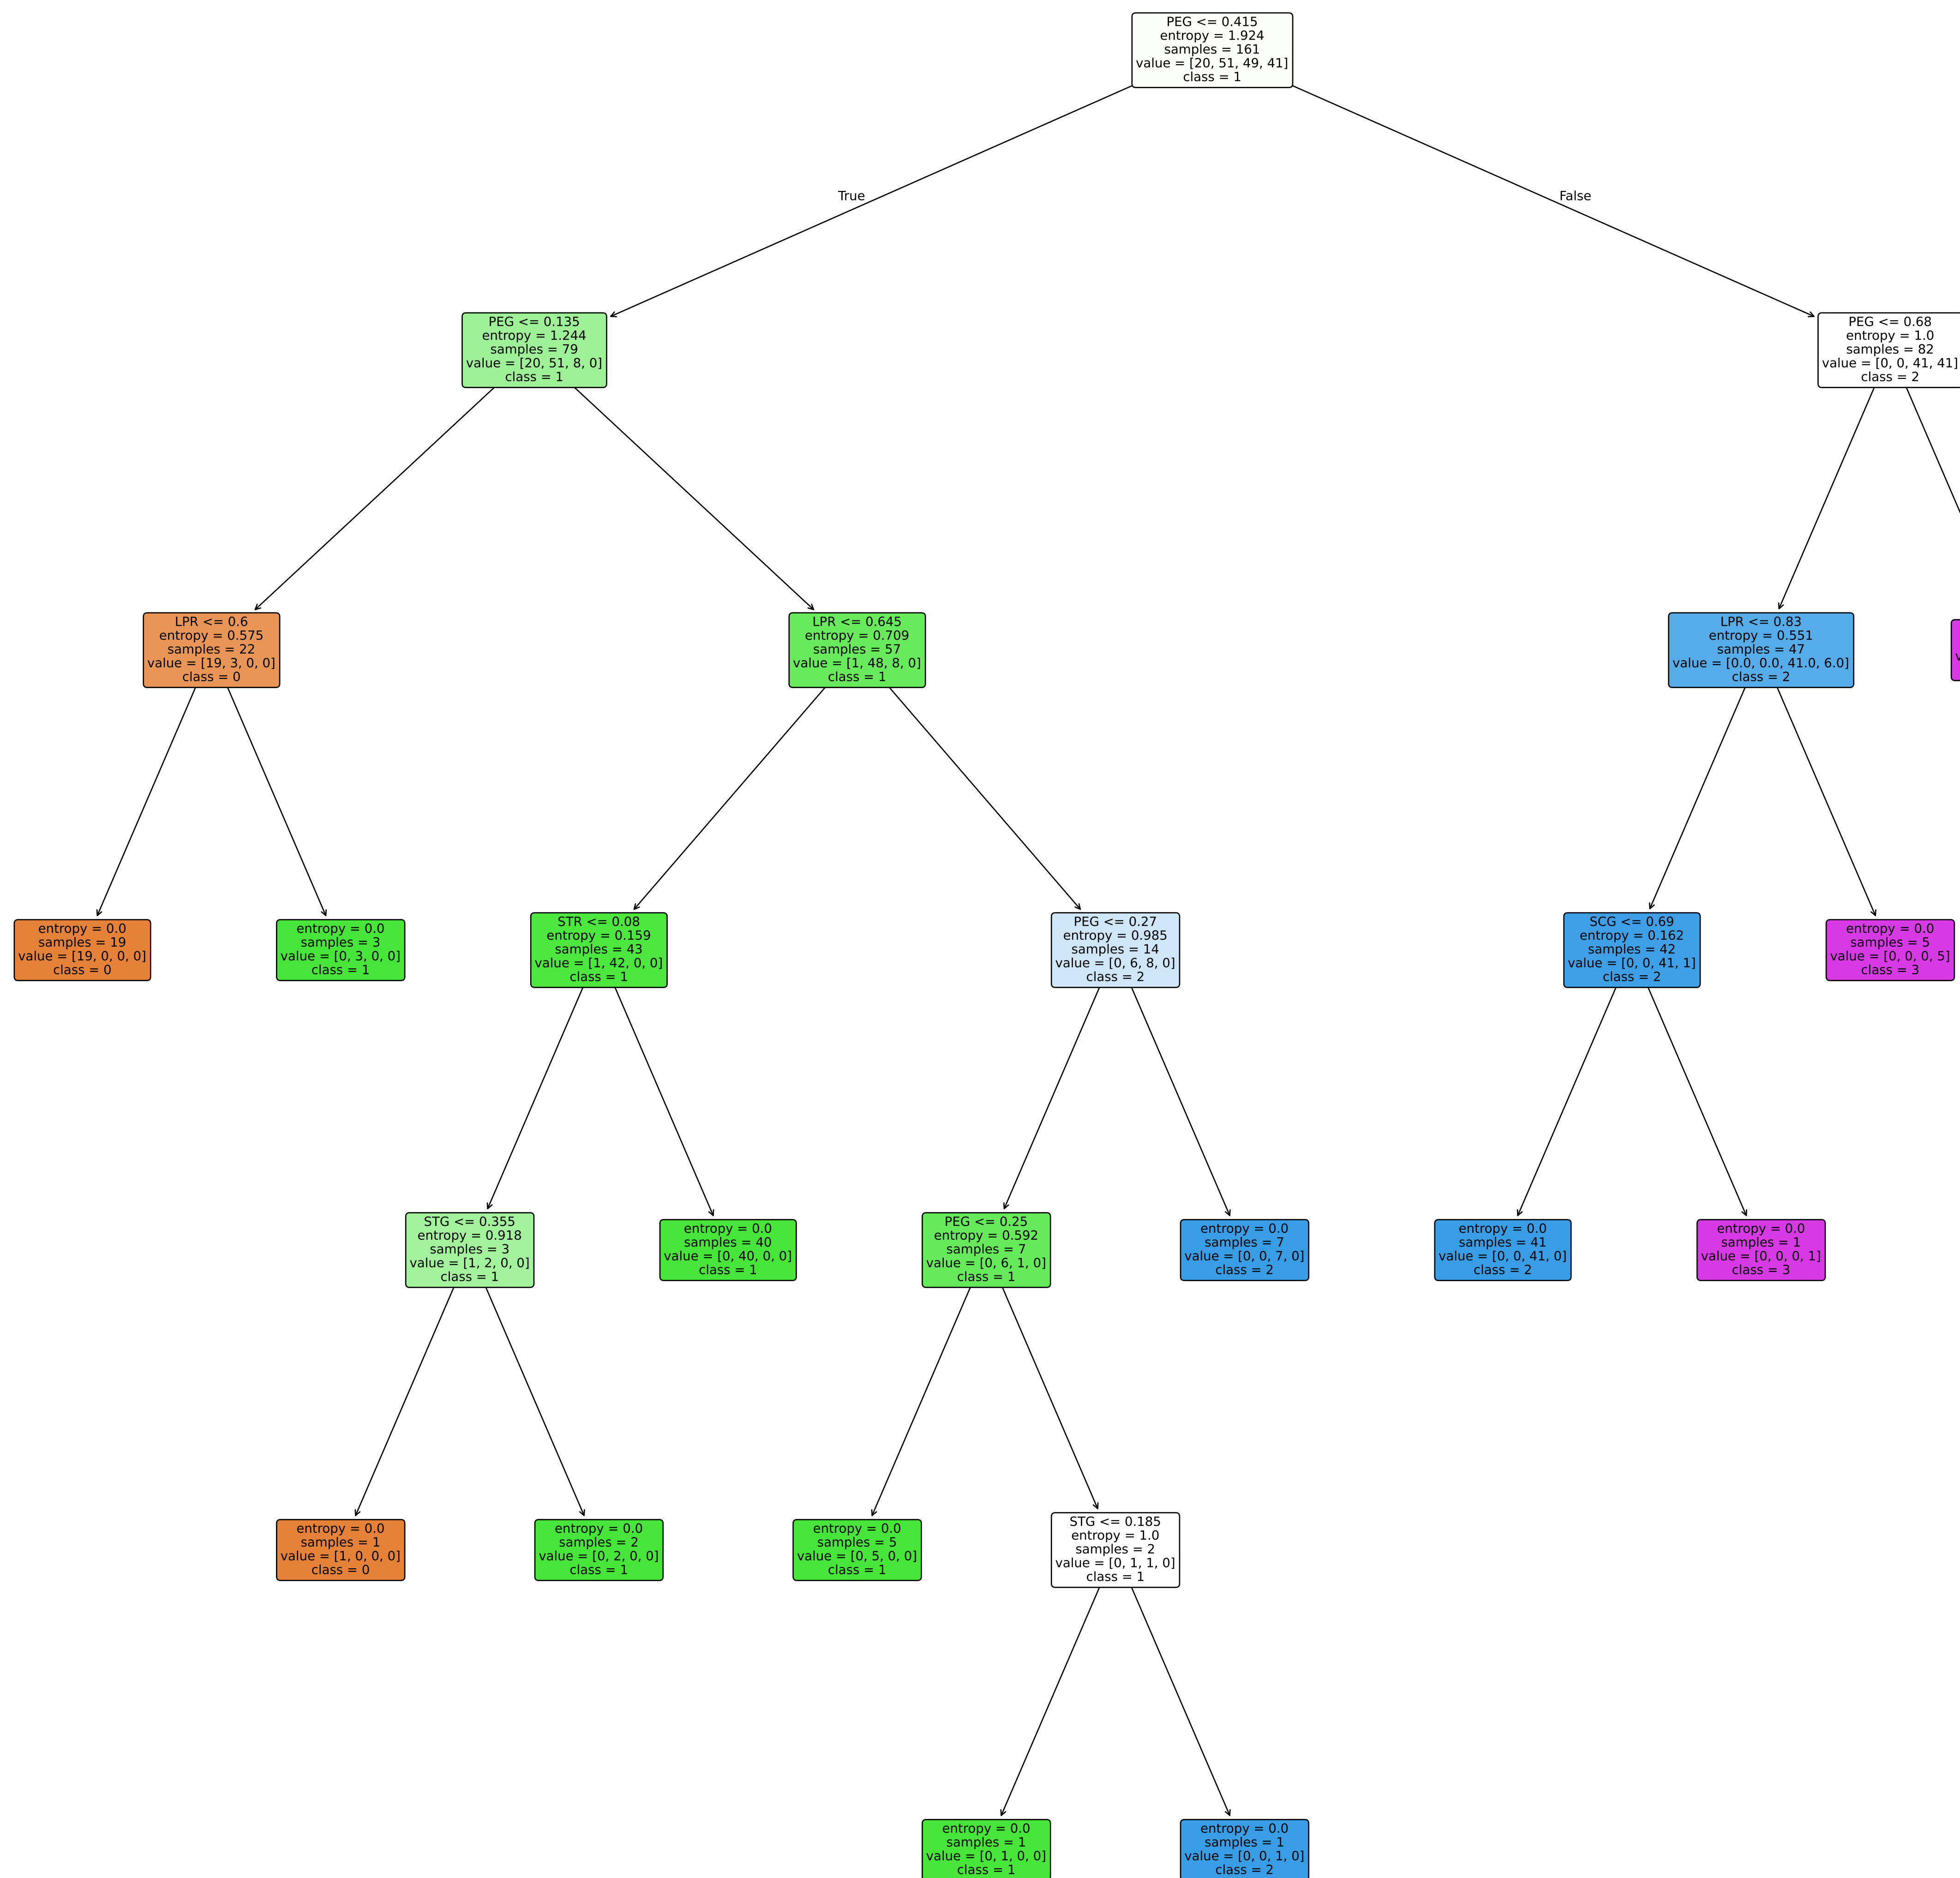 PEG <= 0.415
entropy = 1.924
samples = 161
value = [20, 51, 49, 41]
class = 1
True
False
PEG <= 0.135
entropy = 1.244
samples = 79
value = [20, 51, 8, 0]
class = 1
PEG <= 0.68
entropy = 1.0
samples = 82
value = [0, 0, 41, 41]
class = 2
LPR <= 0.6
entropy = 0.575
samples = 22
value = [19, 3, 0, 0]
class = 0
LPR <= 0.645
entropy = 0.709
samples = 57
value = [1, 48, 8, 0]
class = 1
LPR <= 0.83
entropy = 0.551
samples = 47
value = [0.0, 0.0, 41.0, 6.0]
class = 2
entropy = 0.0
samples = 19
value = [19, 0, 0, 0]
class = 0
entropy = 0.0
samples = 3
value = [0, 3, 0, 0]
class = 1
STR <= 0.08
entropy = 0.159
samples = 43
value = [1, 42, 0, 0]
class = 1
PEG <= 0.27
entropy = 0.985
samples = 14
value = [0, 6, 8, 0]
class = 2
SCG <= 0.69
entropy = 0.162
samples = 42
value = [0, 0, 41, 1]
class = 2
entropy = 0.0
samples = 5
value = [0, 0, 0, 5]
class = 3
STG <= 0.355
entropy = 0.918
samples = 3
value = [1, 2, 0, 0]
class = 1
entropy = 0.0
samples = 40
value = [0, 40, 0, 0]
class = 1
PEG <= 0.25
entropy = 0.592
samples = 7
value = [0, 6, 1, 0]
class = 1
entropy = 0.0
samples = 7
value = [0, 0, 7, 0]
class = 2
entropy = 0.0
samples = 41
value = [0, 0, 41, 0]
class = 2
entropy = 0.0
samples = 1
value = [0, 0, 0, 1]
class = 3
entropy = 0.0
samples = 1
value = [1, 0, 0, 0]
class = 0
entropy = 0.0
samples = 2
value = [0, 2, 0, 0]
class = 1
entropy = 0.0
samples = 5
value = [0, 5, 0, 0]
class = 1
STG <= 0.185
entropy = 1.0
samples = 2
value = [0, 1, 1, 0]
class = 1
entropy = 0.0
samples = 1
value = [0, 1, 0, 0]
class = 1
entropy = 0.0
samples = 1
value = [0, 0, 1, 0]
class = 2